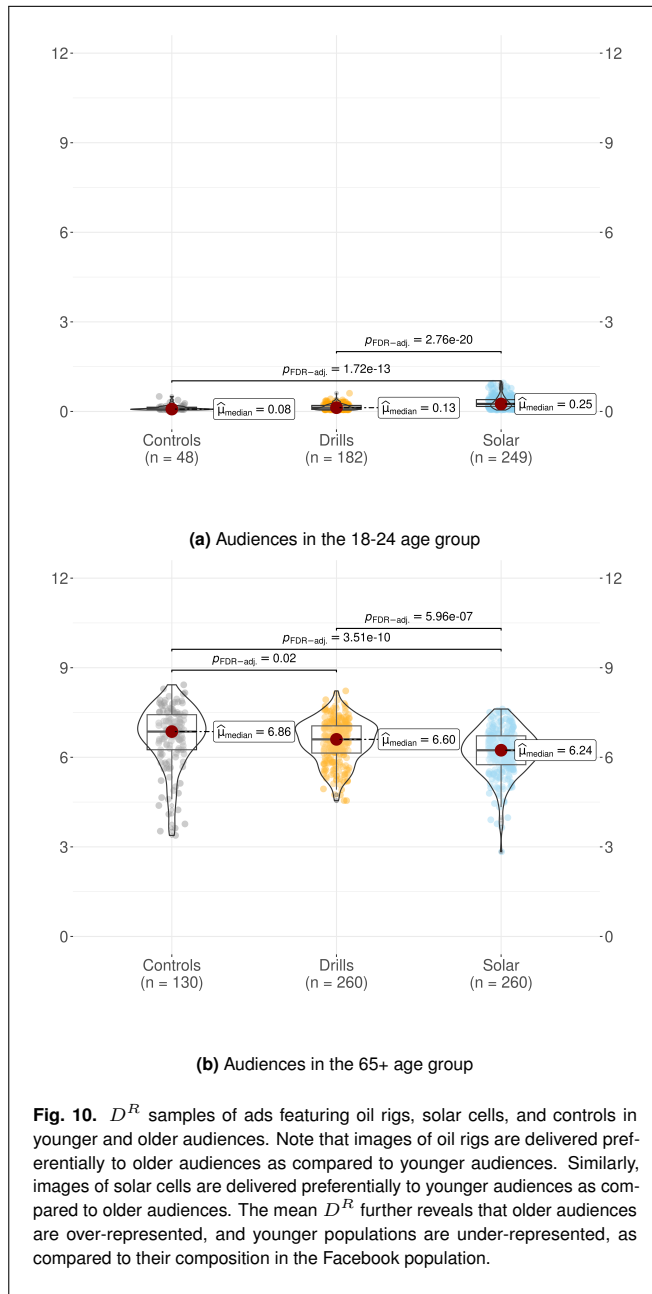 12 12
9 9
6 6
3 3
p_FDR−adj. = 2.76e-20
p_FDR−adj. = 1.72e-13
0 0
μ̂_median = 0.08 μ̂_median = 0.13 μ̂_median = 0.25
Controls Drills Solar
(n = 48) (n = 182) (n = 249)
(a) Audiences in the 18-24 age group
12 12
p_FDR−adj. = 5.96e-07
p_FDR−adj. = 3.51e-10
9 9
p_FDR−adj. = 0.02
μ̂_median = 6.86 μ̂_median = 6.60 μ̂_median = 6.24
6 6
3 3
0 0
Controls Drills Solar
(n = 130) (n = 260) (n = 260)
(b) Audiences in the 65+ age group
Fig. 10. D^R samples of ads featuring oil rigs, solar cells, and controls in
younger and older audiences. Note that images of oil rigs are delivered pref-
erentially to older audiences as compared to younger audiences. Similarly,
images of solar cells are delivered preferentially to younger audiences as com-
pared to older audiences. The mean D^R further reveals that older audiences
are over-represented, and younger populations are under-represented, as
compared to their composition in the Facebook population.